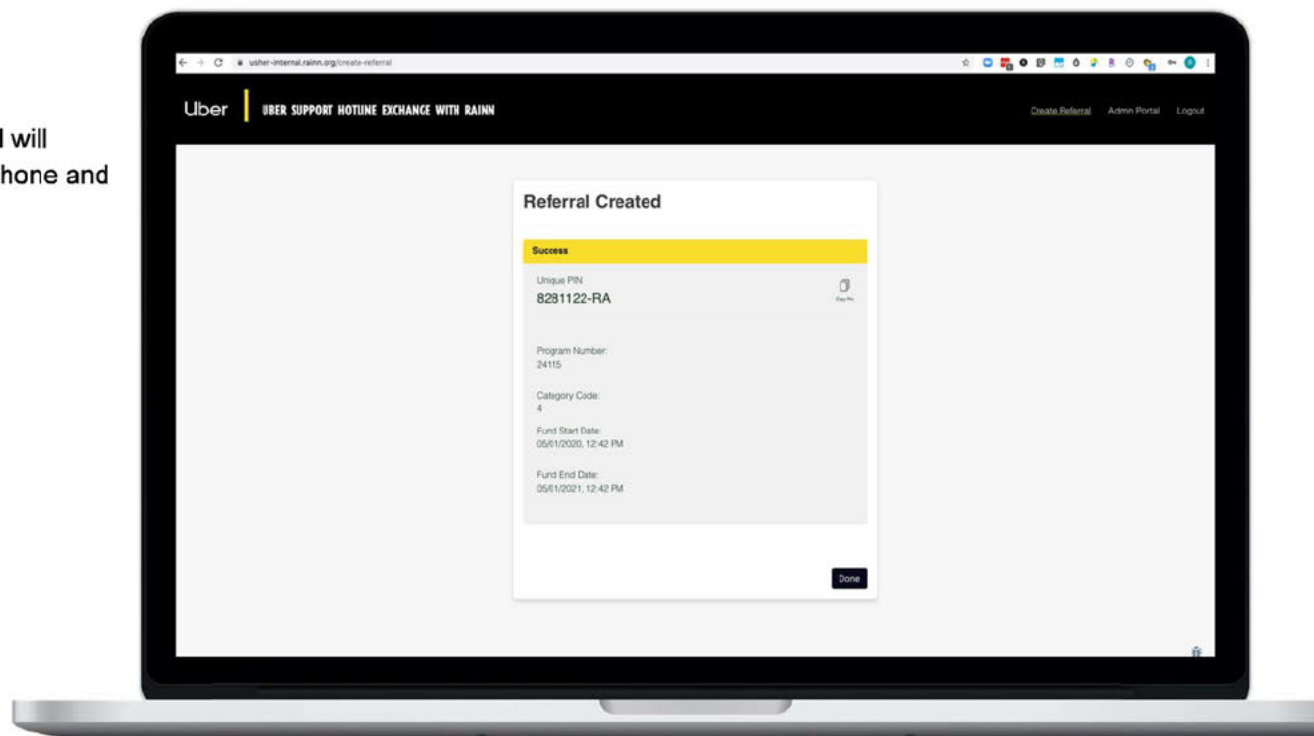 l will
hone and
usher-internal.rainn.org/create-referral
Uber
UBER SUPPORT HOTLINE EXCHANGE WITH RAINN
Create Referral Admin Portal Logout
Referral Created
Success
Unique PIN
8281122-RA
Copy Pin
Program Number:
24115
Category Code:
4
Fund Start Date:
05/01/2020, 12:42 PM
Fund End Date:
05/01/2021, 12:42 PM
Done